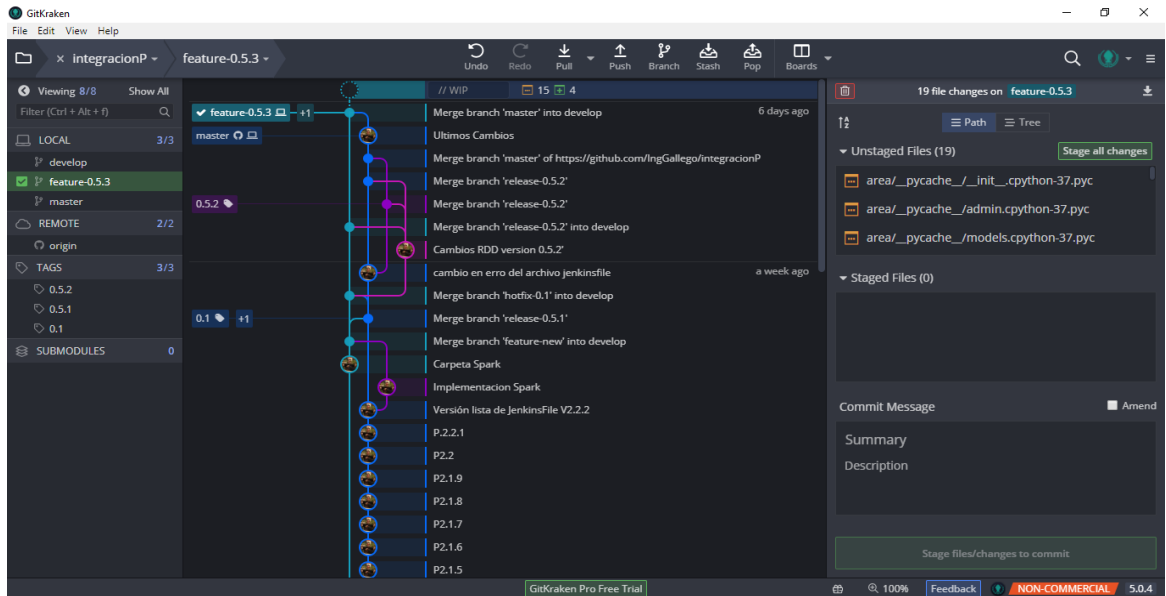 GitKraken
File Edit View Help
integracionP
feature-0.5.3
Undo Redo Pull Push Branch Stash Pop Boards
Viewing 8/8 Show All
Filter (Ctrl + Alt + f)
LOCAL 3/3
develop
feature-0.5.3
master
REMOTE 2/2
origin
TAGS 3/3
0.5.2
0.5.1
0.1
SUBMODULES 0
// WIP 15 4
feature-0.5.3 +1 Merge branch 'master' into develop 6 days ago
master Ultimos Cambios
Merge branch 'master' of https://github.com/IngGallego/integracionP
Merge branch 'release-0.5.2'
0.5.2 Merge branch 'release-0.5.2'
Merge branch 'release-0.5.2' into develop
Cambios RDD version 0.5.2'
cambio en erro del archivo jenkinsfile a week ago
Merge branch 'hotfix-0.1' into develop
0.1 +1 Merge branch 'release-0.5.1'
Merge branch 'feature-new' into develop
Carpeta Spark
Implementacion Spark
Versión lista de JenkinsFile V2.2.2
P.2.2.1
P2.2
P2.1.9
P2.1.8
P2.1.7
P2.1.6
P2.1.5
19 file changes on feature-0.5.3
Path Tree
Unstaged Files (19) Stage all changes
area/__pycache__/__init__.cpython-37.pyc
area/__pycache__/admin.cpython-37.pyc
area/__pycache__/models.cpython-37.pyc
Staged Files (0)
Commit Message Amend
Summary
Description
Stage files/changes to commit
GitKraken Pro Free Trial 100% Feedback NON-COMMERCIAL 5.0.4